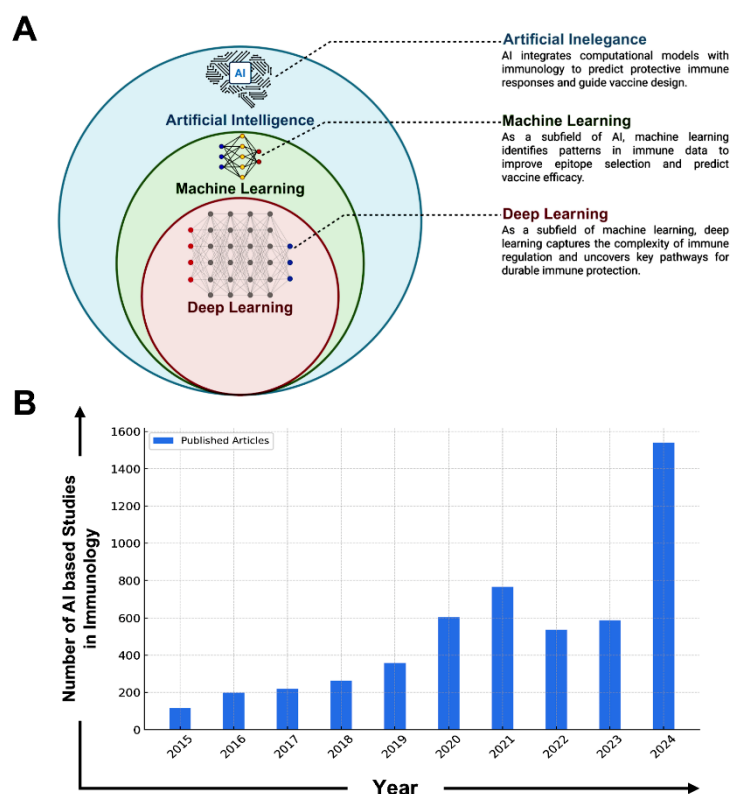 A
AI
Artificial Intelligence
Machine Learning
Deep Learning
Artificial Inelegance
AI integrates computational models with
immunology to predict protective immune
responses and guide vaccine design.
Machine Learning
As a subfield of AI, machine learning
identifies patterns in immune data to
improve epitope selection and predict
vaccine efficacy.
Deep Learning
As a subfield of machine learning, deep
learning captures the complexity of immune
regulation and uncovers key pathways for
durable immune protection.
B
Number of AI based Studies
in Immunology
1600
1400
1200
1000
800
600
400
200
0
Published Articles
2015
2016
2017
2018
2019
2020
2021
2022
2023
2024
Year